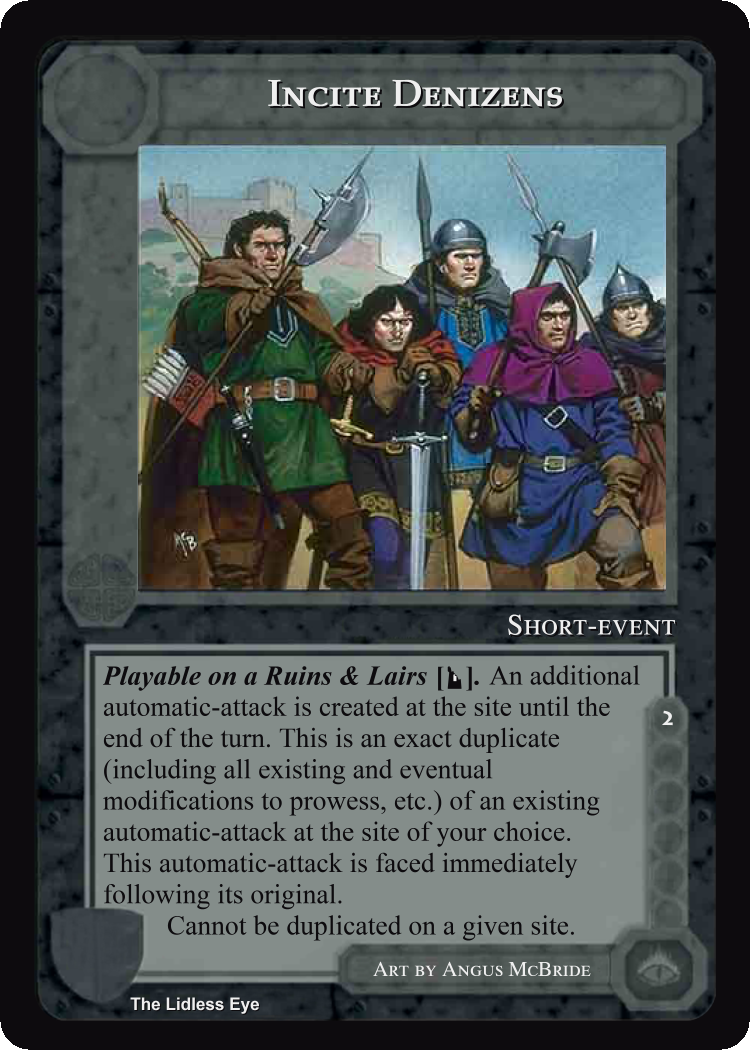 Incite Denizens
McB
Short-event
Playable on a Ruins & Lairs [ ]. An additional
automatic-attack is created at the site until the
end of the turn. This is an exact duplicate
(including all existing and eventual
modifications to prowess, etc.) of an existing
automatic-attack at the site of your choice.
This automatic-attack is faced immediately
following its original.
Cannot be duplicated on a given site.
2
Art by Angus McBride
The Lidless Eye